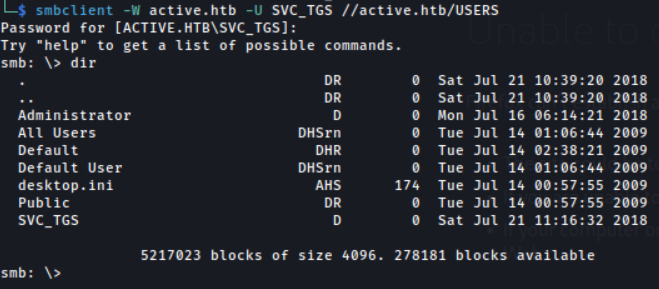 └─$ smbclient -W active.htb -U SVC_TGS //active.htb/USERS
Password for [ACTIVE.HTB\SVC_TGS]:
Try "help" to get a list of possible commands.
smb: \> dir
  .                                  DR        0  Sat Jul 21 10:39:20 2018
  ..                                 DR        0  Sat Jul 21 10:39:20 2018
  Administrator                       D        0  Mon Jul 16 06:14:21 2018
  All Users                       DHSrn        0  Tue Jul 14 01:06:44 2009
  Default                           DHR        0  Tue Jul 14 02:38:21 2009
  Default User                    DHSrn        0  Tue Jul 14 01:06:44 2009
  desktop.ini                       AHS      174  Tue Jul 14 00:57:55 2009
  Public                             DR        0  Tue Jul 14 00:57:55 2009
  SVC_TGS                             D        0  Sat Jul 21 11:16:32 2018

                5217023 blocks of size 4096. 278181 blocks available
smb: \>
Unable to
If your computer o